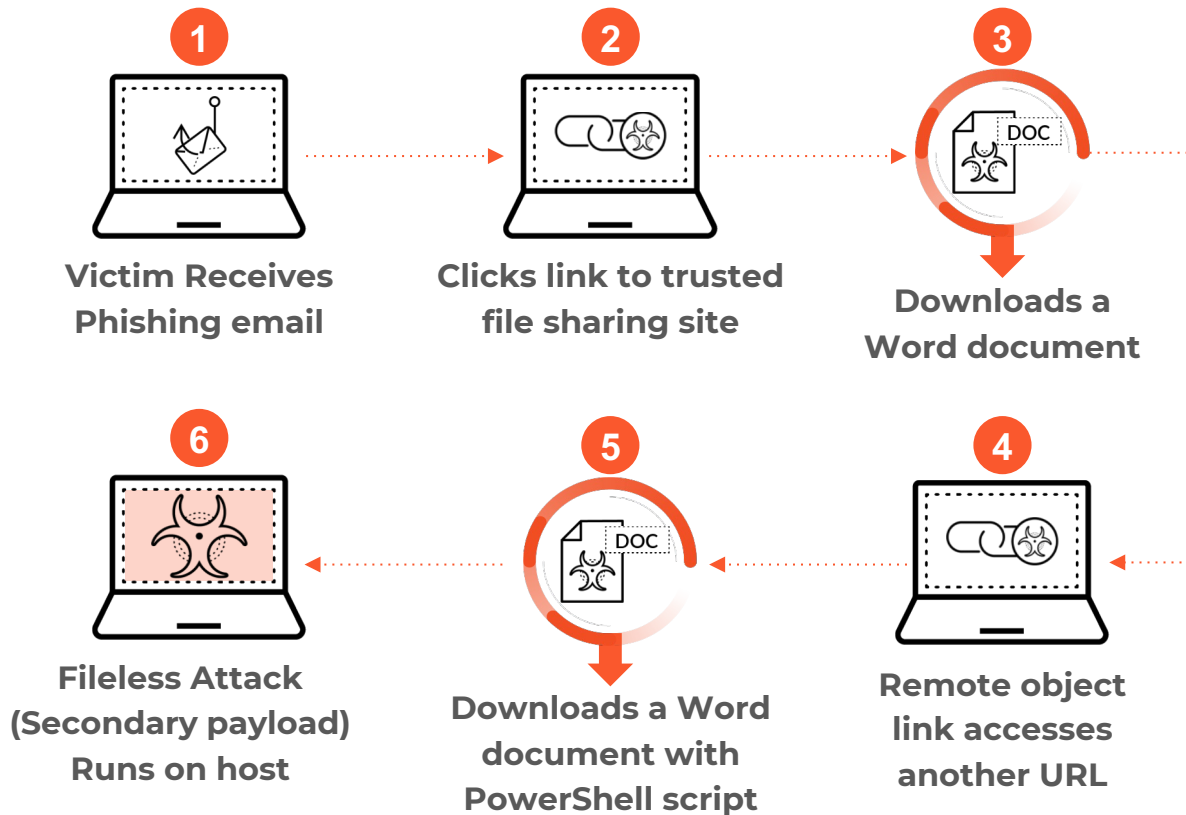 1
Victim Receives
Phishing email
2
Clicks link to trusted
file sharing site
3
DOC
Downloads a
Word document
4
Remote object
link accesses
another URL
5
DOC
Downloads a Word
document with
PowerShell script
6
Fileless Attack
(Secondary payload)
Runs on host